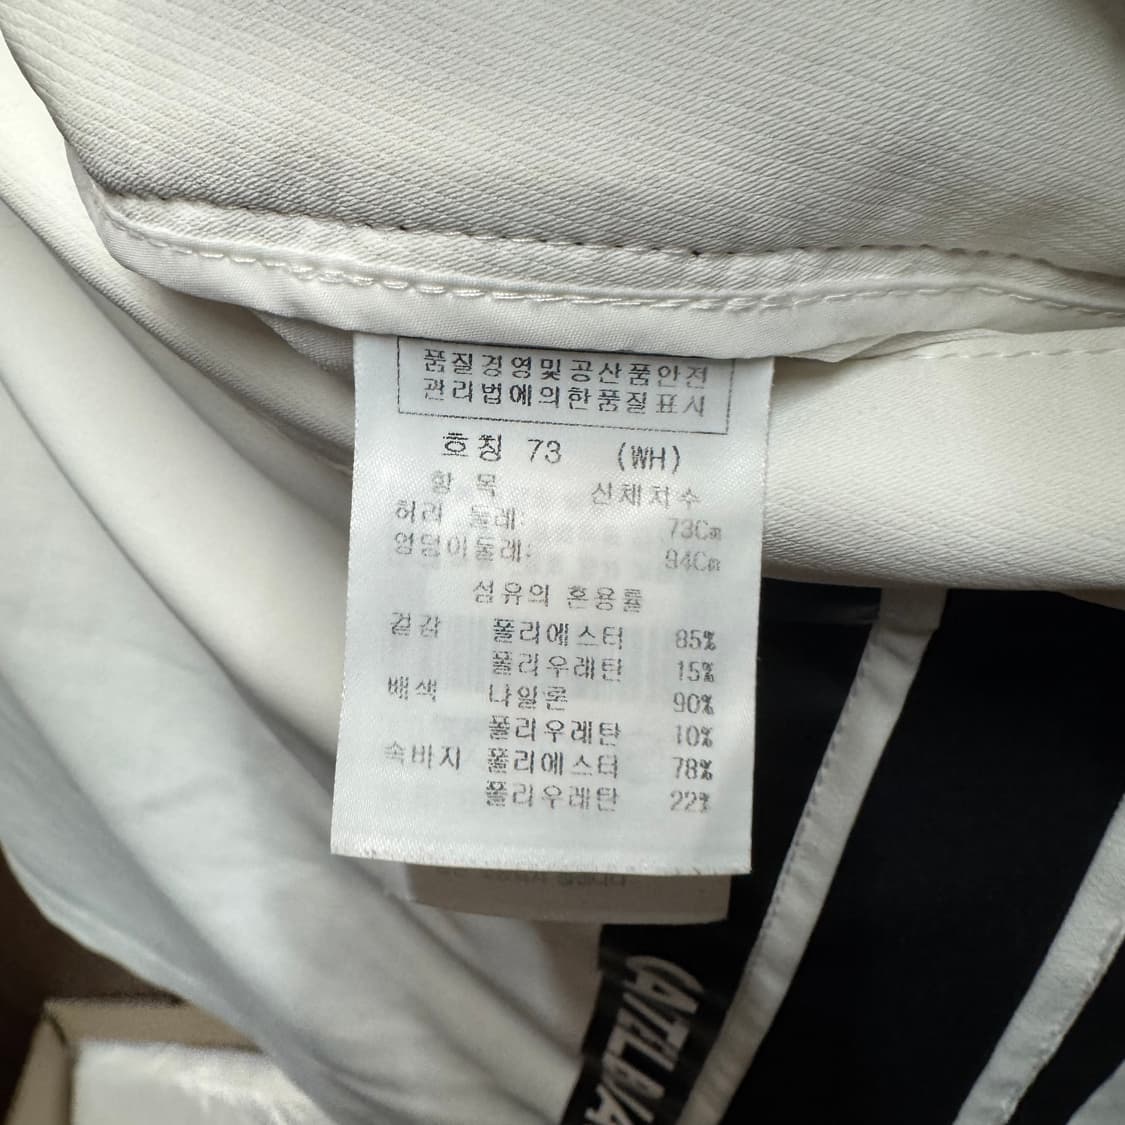 품질경영및공산품안전
관리법에의한품질표시
호칭 73 (WH)
항 목 신체치수
허리 둘레: 73Cm
엉덩이둘레: 94Cm
섬유의 혼용률
겉감 폴리에스터 85%
폴리우레탄 15%
배색 나일론 90%
폴리우레탄 10%
속바지 폴리에스터 78%
폴리우레탄 22%